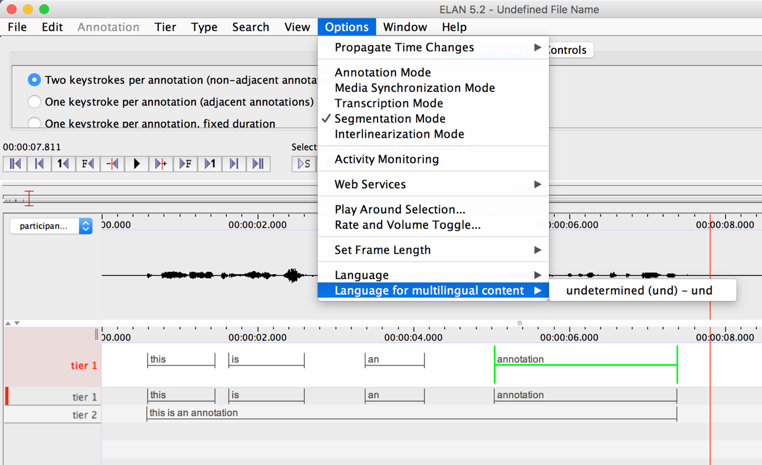 ELAN 5.2 - Undefined File Name
File Edit Annotation Tier Type Search View Options Window Help
Propagate Time Changes
Controls
Annotation Mode
Two keystrokes per annotation (non-adjacent annota
Media Synchronization Mode
One keystroke per annotation (adjacent annotations)
Transcription Mode
✓ Segmentation Mode
One keystroke per annotation, fixed duration
Interlinearization Mode
00:00:07.811
Select
Activity Monitoring
1 F - + F 1 S
Web Services
Play Around Selection...
Rate and Volume Toggle...
particpan... 00.000 00:00:02.000 0:00:06.000 00:00:08.000
Set Frame Length
Language
Language for multilingual content undetermined (und) – und
00.000 00:00:02.000 00:00:04.000 00:00:06.000 00:00:08.000
tier 1 this is an annotation
tier 1 this is an annotation
tier 2 this is an annotation